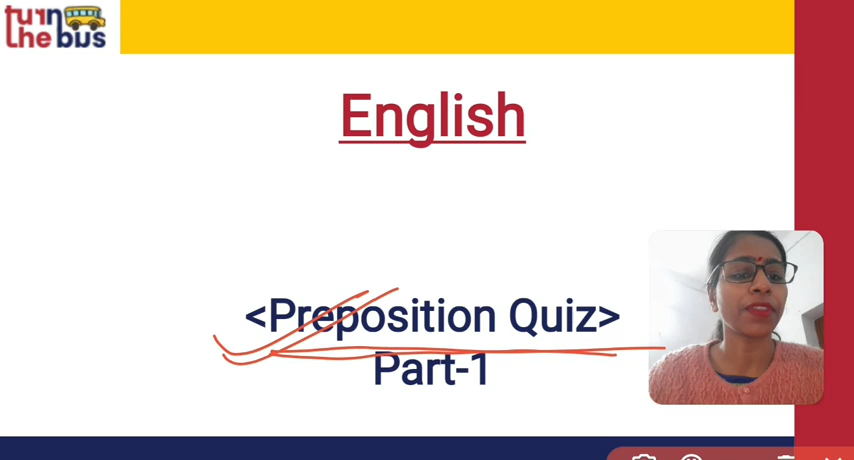 turn
the bus
English
<Preposition Quiz>
Part-1